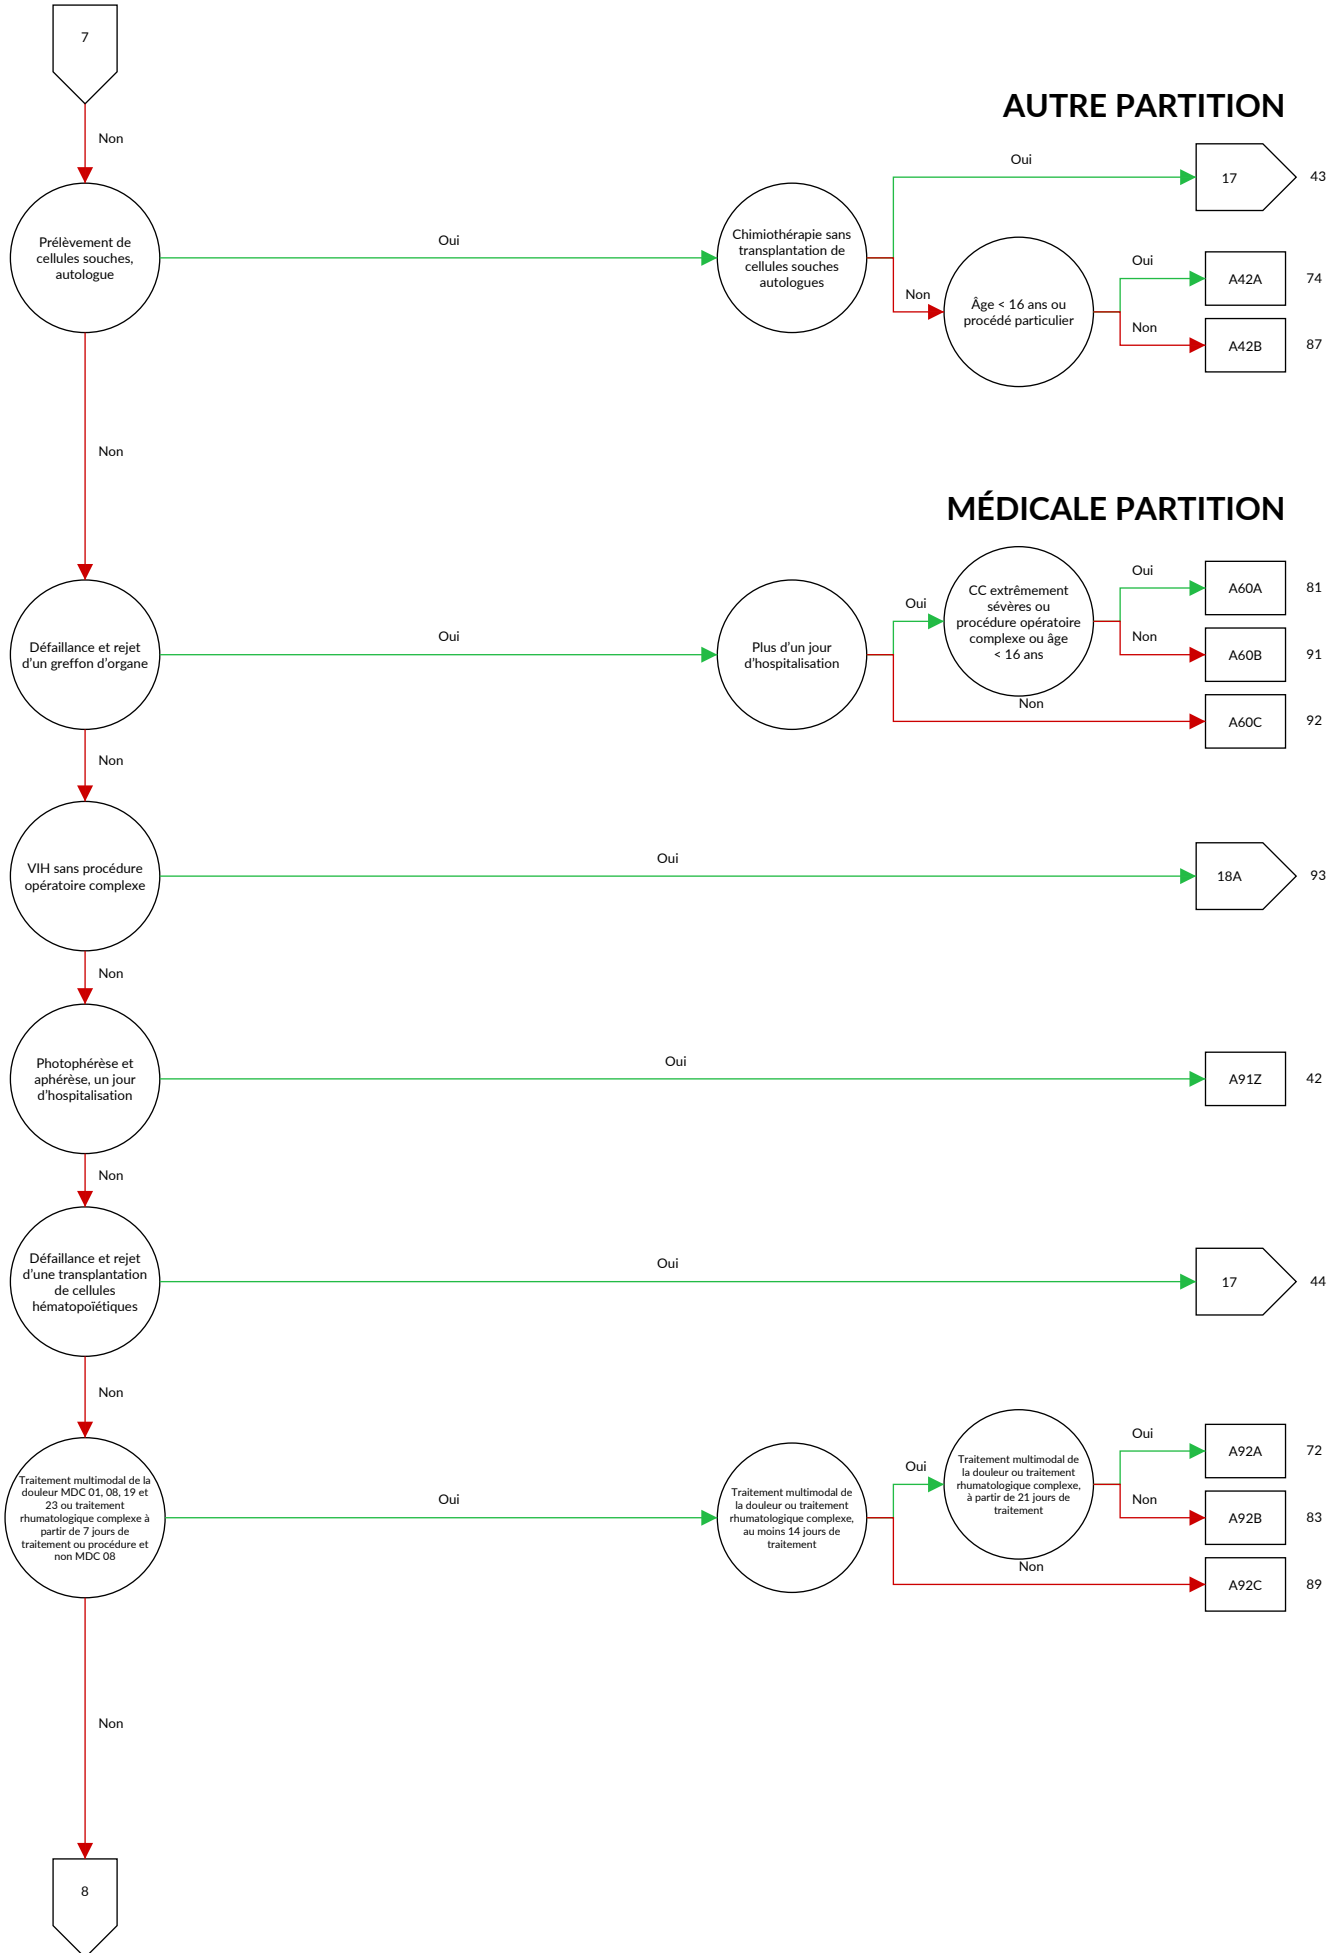 7
Non
AUTRE PARTITION
Oui
17
43
Prélèvement de
cellules souches,
autologue
Oui
Chimiothérapie sans
transplantation de
cellules souches
autologues
Non
Âge < 16 ans ou
procédé particulier
Oui
A42A
74
Non
A42B
87
Non
MÉDICALE PARTITION
Défaillance et rejet
d'un greffon d'organe
Oui
Plus d'un jour
d'hospitalisation
Oui
CC extrêmement
sévères ou
procédure opératoire
complexe ou âge
< 16 ans
Oui
A60A
81
Non
A60B
91
Non
A60C
92
Non
VIH sans procédure
opératoire complexe
Oui
18A
93
Non
Photophérèse et
aphérèse, un jour
d'hospitalisation
Oui
A91Z
42
Non
Défaillance et rejet
d'une transplantation
de cellules
hématopoïétiques
Oui
17
44
Non
Traitement multimodal de la
douleur MDC 01, 08, 19 et
23 ou traitement
rhumatologique complexe à
partir de 7 jours de
traitement ou procédure et
non MDC 08
Oui
Traitement multimodal de
la douleur ou traitement
rhumatologique complexe,
au moins 14 jours de
traitement
Oui
Traitement multimodal de
la douleur ou traitement
rhumatologique complexe,
à partir de 21 jours de
traitement
Oui
A92A
72
Non
A92B
83
Non
A92C
89
Non
8